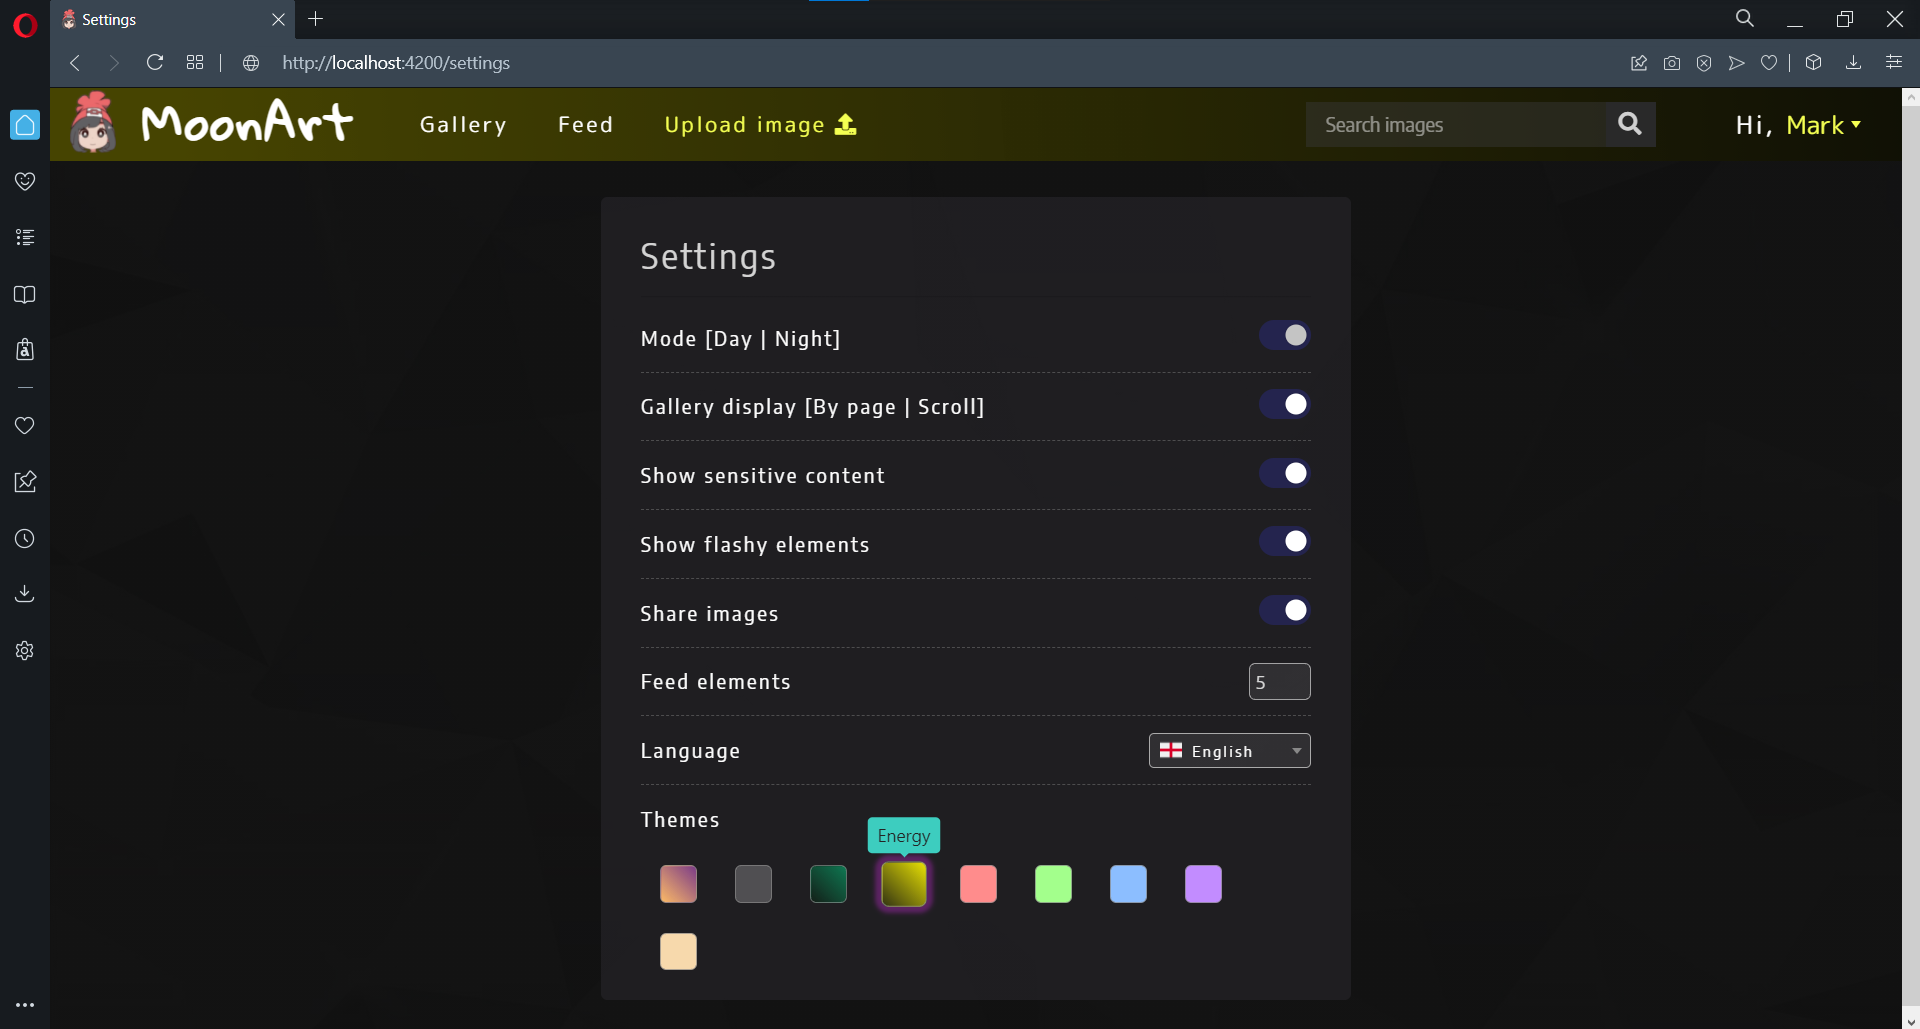 Settings
http://localhost:4200/settings
MoonArt
Gallery
Feed
Upload image
Search images
Hi, Mark
Settings
Mode [Day | Night]
Gallery display [By page | Scroll]
Show sensitive content
Show flashy elements
Share images
Feed elements
5
Language
English
Themes
Energy